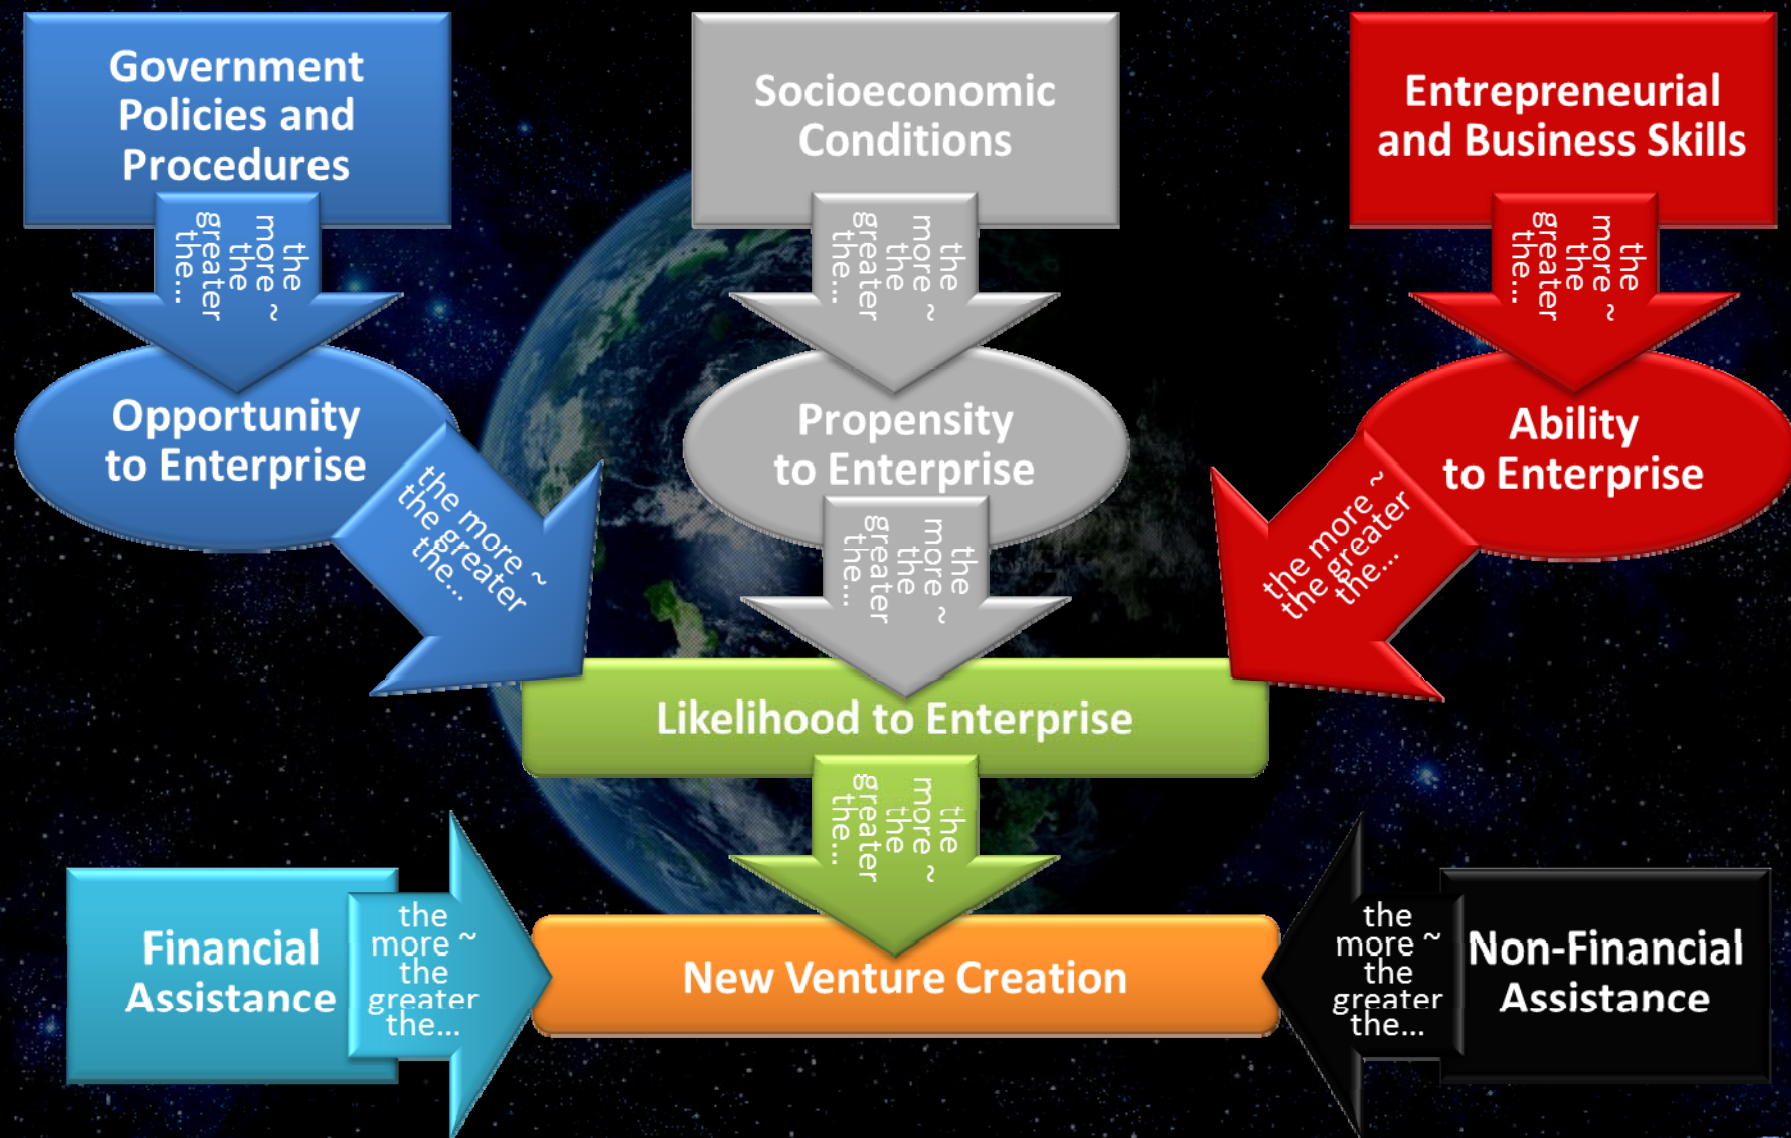 Government
Policies and
Procedures
Socioeconomic
Conditions
Entrepreneurial
and Business Skills
the
more ~
the
greater
the...
the
more ~
the
greater
the...
the
more ~
the
greater
the...
Opportunity
to Enterprise
Propensity
to Enterprise
Ability
to Enterprise
the more ~
the greater
the...
the
more ~
the
greater
the...
the more ~
the greater
the...
Likelihood to Enterprise
the
more ~
the
greater
the...
Financial
Assistance
the
more ~
the
greater
the...
New Venture Creation
the
more ~
the
greater
the...
Non-Financial
Assistance